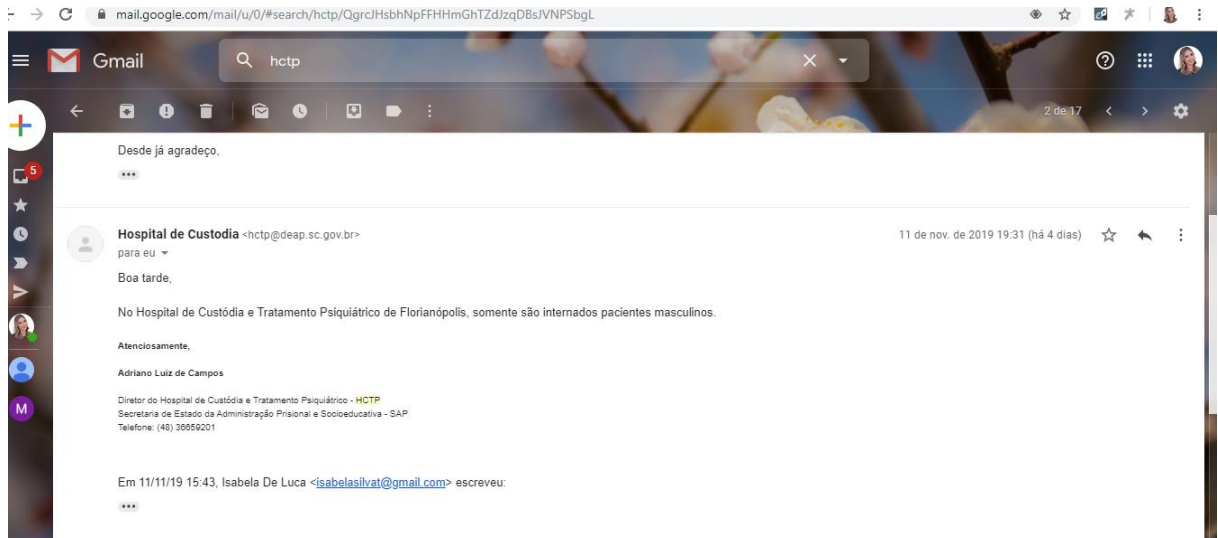 mail.google.com/mail/u/0/#search/hctp/QgrcJHsbhNpFFHHmGhTZdJzqDBsJVNPSbgL
Gmail
hctp
2 de 17
5
Desde já agradeço,
Hospital de Custodia <hctp@deap.sc.gov.br>
11 de nov. de 2019 19:31 (há 4 dias)
para eu
Boa tarde,
No Hospital de Custódia e Tratamento Psiquiátrico de Florianópolis, somente são internados pacientes masculinos.
Atenciosamente,
Adriano Luiz de Campos
Diretor do Hospital de Custódia e Tratamento Psiquiátrico - HCTP
Secretaria de Estado da Administração Prisional e Socioeducativa - SAP
Telefone: (48) 36659201
M
Em 11/11/19 15:43, Isabela De Luca <isabelasilvat@gmail.com> escreveu: